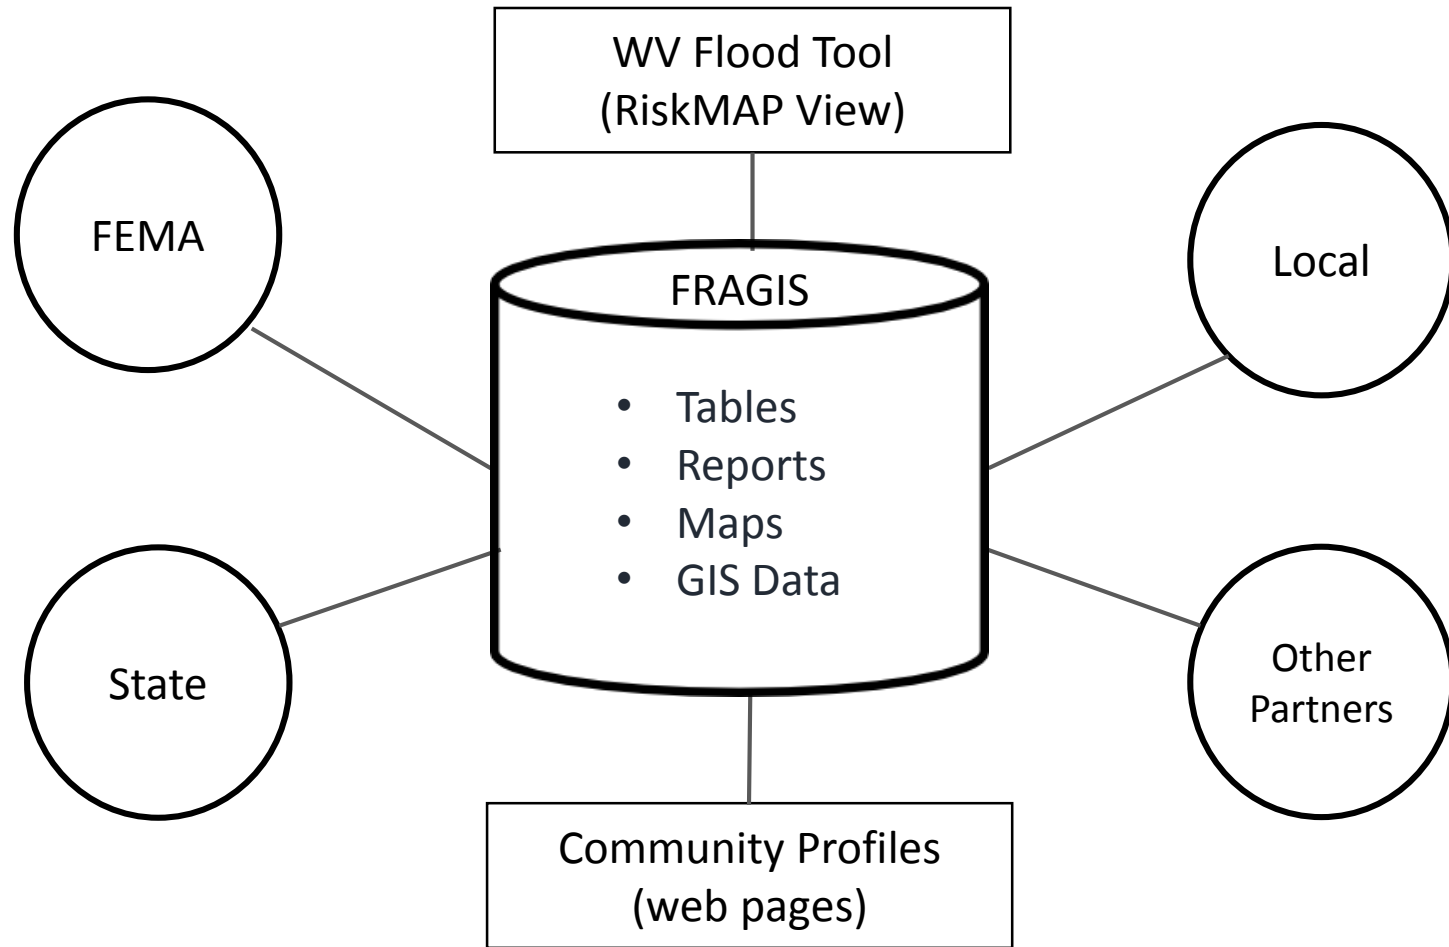 WV Flood Tool
(RiskMAP View)
FEMA
Local
FRAGIS
• Tables
• Reports
• Maps
• GIS Data
State
Other
Partners
Community Profiles
(web pages)